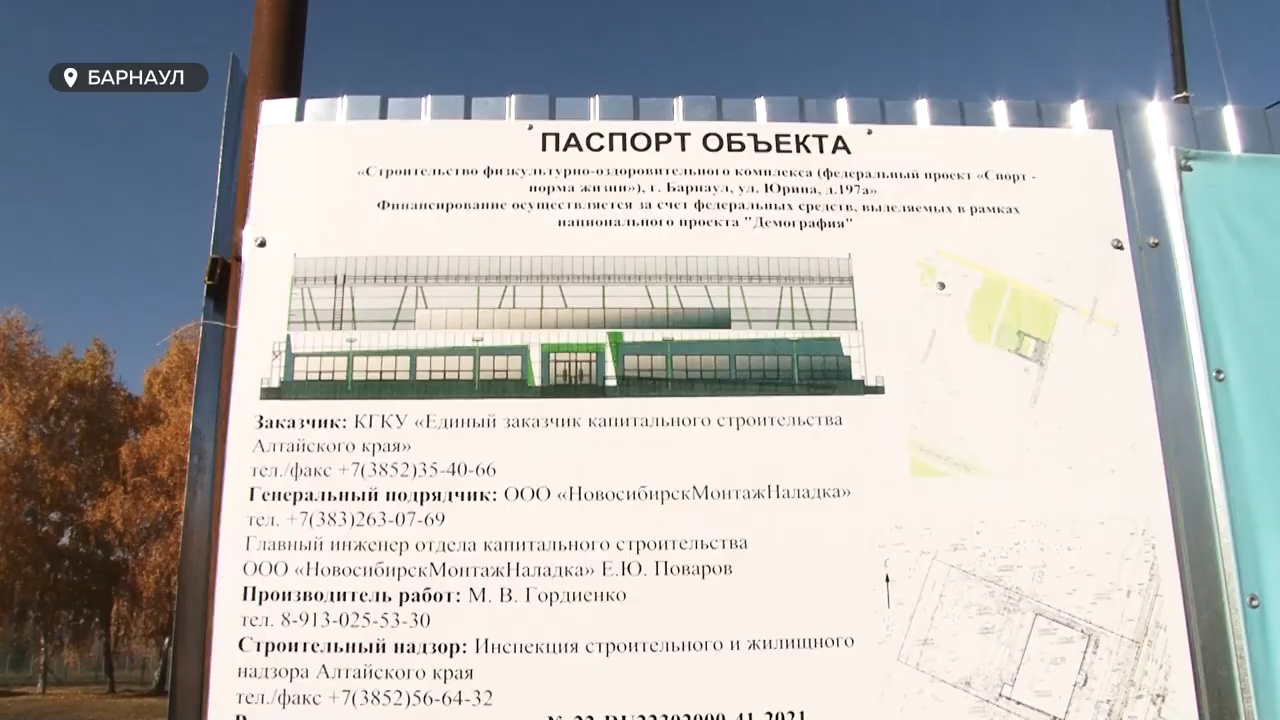 БАРНАУЛ
ПАСПОРТ ОБЪЕКТА
«Строительство физкультурно-оздоровительного комплекса (федеральный проект «Спорт -
норма жизни»), г. Барнаул, ул. Юрина, д.197а»
Финансирование осуществляется за счет федеральных средств, выделяемых в рамках
национального проекта "Демография"
Заказчик: КГКУ «Единый заказчик капитального строительства
Алтайского края»
тел./факс +7(3852)35-40-66
Генеральный подрядчик: ООО «НовосибирскМонтажНаладка»
тел. +7(383)263-07-69
Главный инженер отдела капитального строительства
ООО «НовосибирскМонтажНаладка» Е.Ю. Поваров
Производитель работ: М. В. Гордиенко
тел. 8-913-025-53-30
Строительный надзор: Инспекция строительного и жилищного
надзора Алтайского края
тел./факс +7(3852)56-64-32